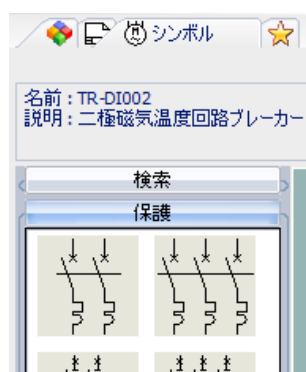 シンボル
名前 : TR-DI002
説明 : 二極磁気温度回路ブレーカー
検索
保護